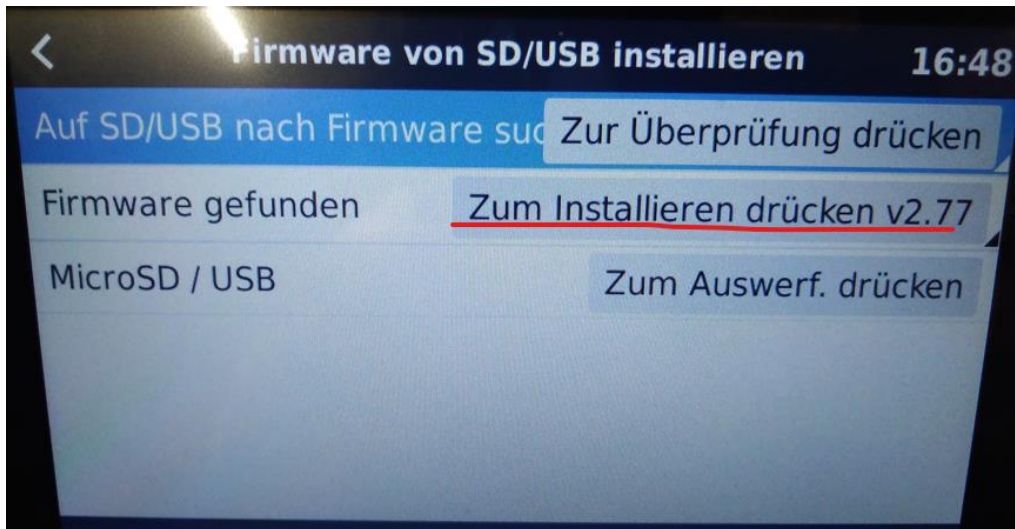 Firmware von SD/USB installieren 16:48
Auf SD/USB nach Firmware suc Zur Überprüfung drücken
Firmware gefunden Zum Installieren drücken v2.77
MicroSD / USB Zum Auswerf. drücken